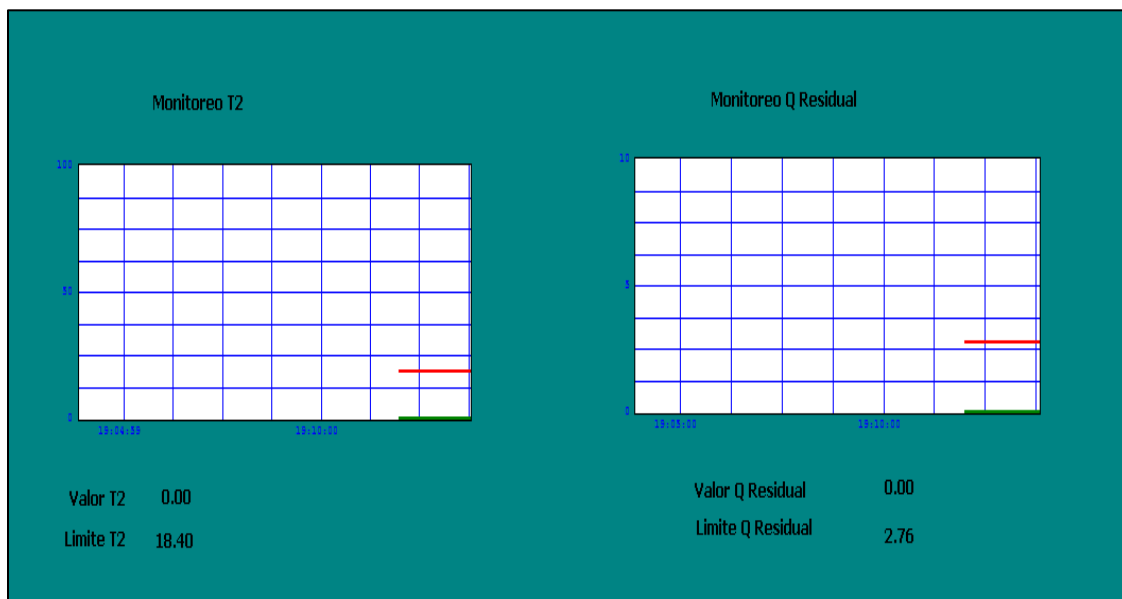 Monitoreo T2
100
50
0
19:04:59 19:10:00
Valor T2 0.00
Limite T2 18.40
Monitoreo Q Residual
10
5
0
19:05:00 19:10:00
Valor Q Residual 0.00
Limite Q Residual 2.76